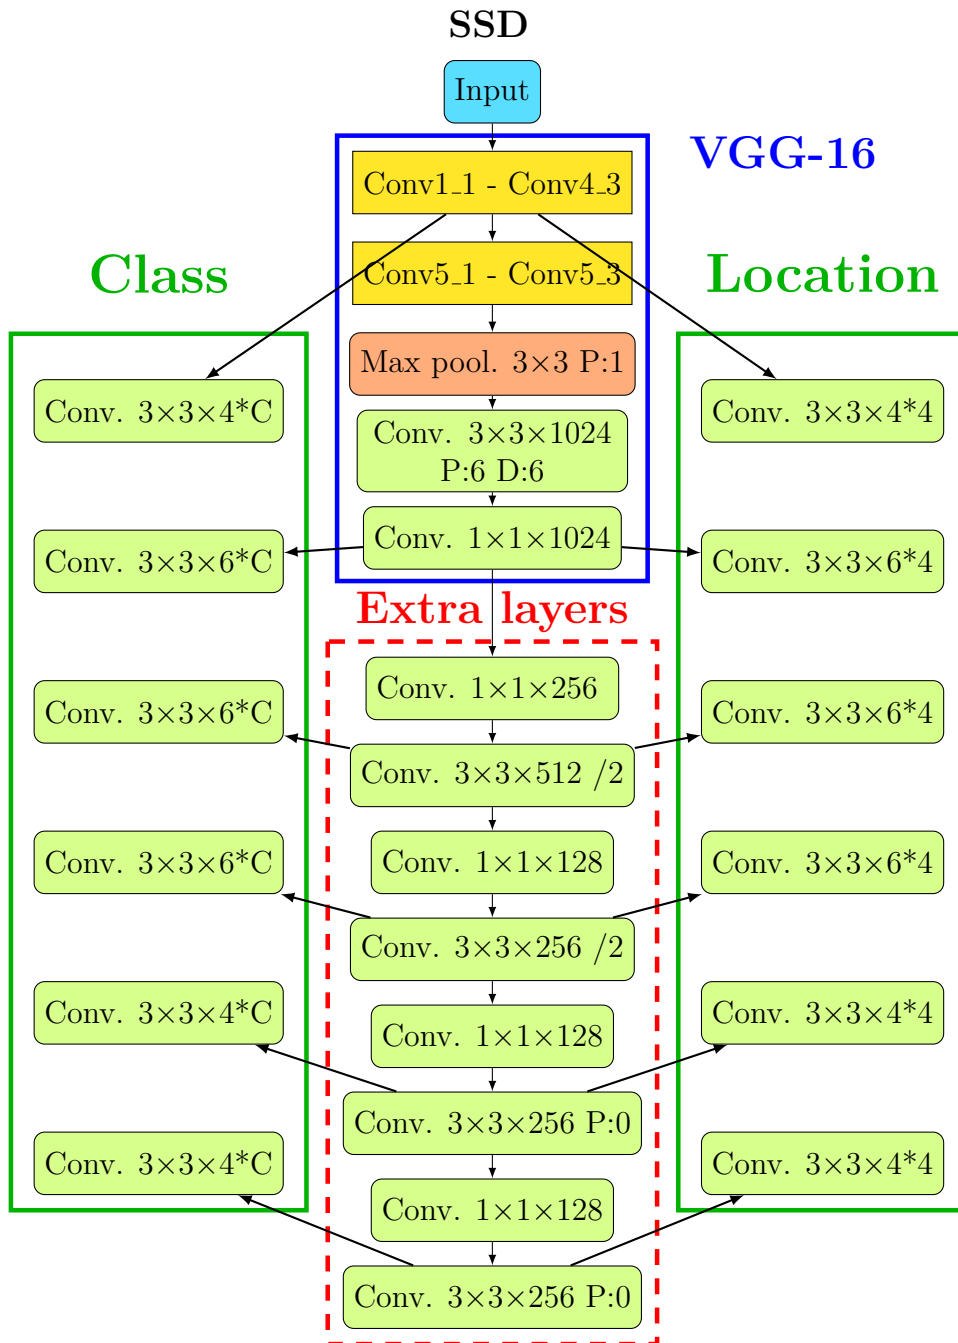 SSD
Input
VGG-16
Conv1_1 - Conv4_3
Class
Conv5_1 - Conv5_3
Location
Max pool. 3×3 P:1
Conv. 3×3×4*C
Conv. 3×3×1024
P:6 D:6
Conv. 3×3×4*4
Conv. 3×3×6*C
Conv. 1×1×1024
Conv. 3×3×6*4
Extra layers
Conv. 3×3×6*C
Conv. 1×1×256
Conv. 3×3×6*4
Conv. 3×3×512 /2
Conv. 3×3×6*C
Conv. 1×1×128
Conv. 3×3×6*4
Conv. 3×3×256 /2
Conv. 3×3×4*C
Conv. 1×1×128
Conv. 3×3×4*4
Conv. 3×3×256 P:0
Conv. 3×3×4*C
Conv. 3×3×4*4
Conv. 1×1×128
Conv. 3×3×256 P:0